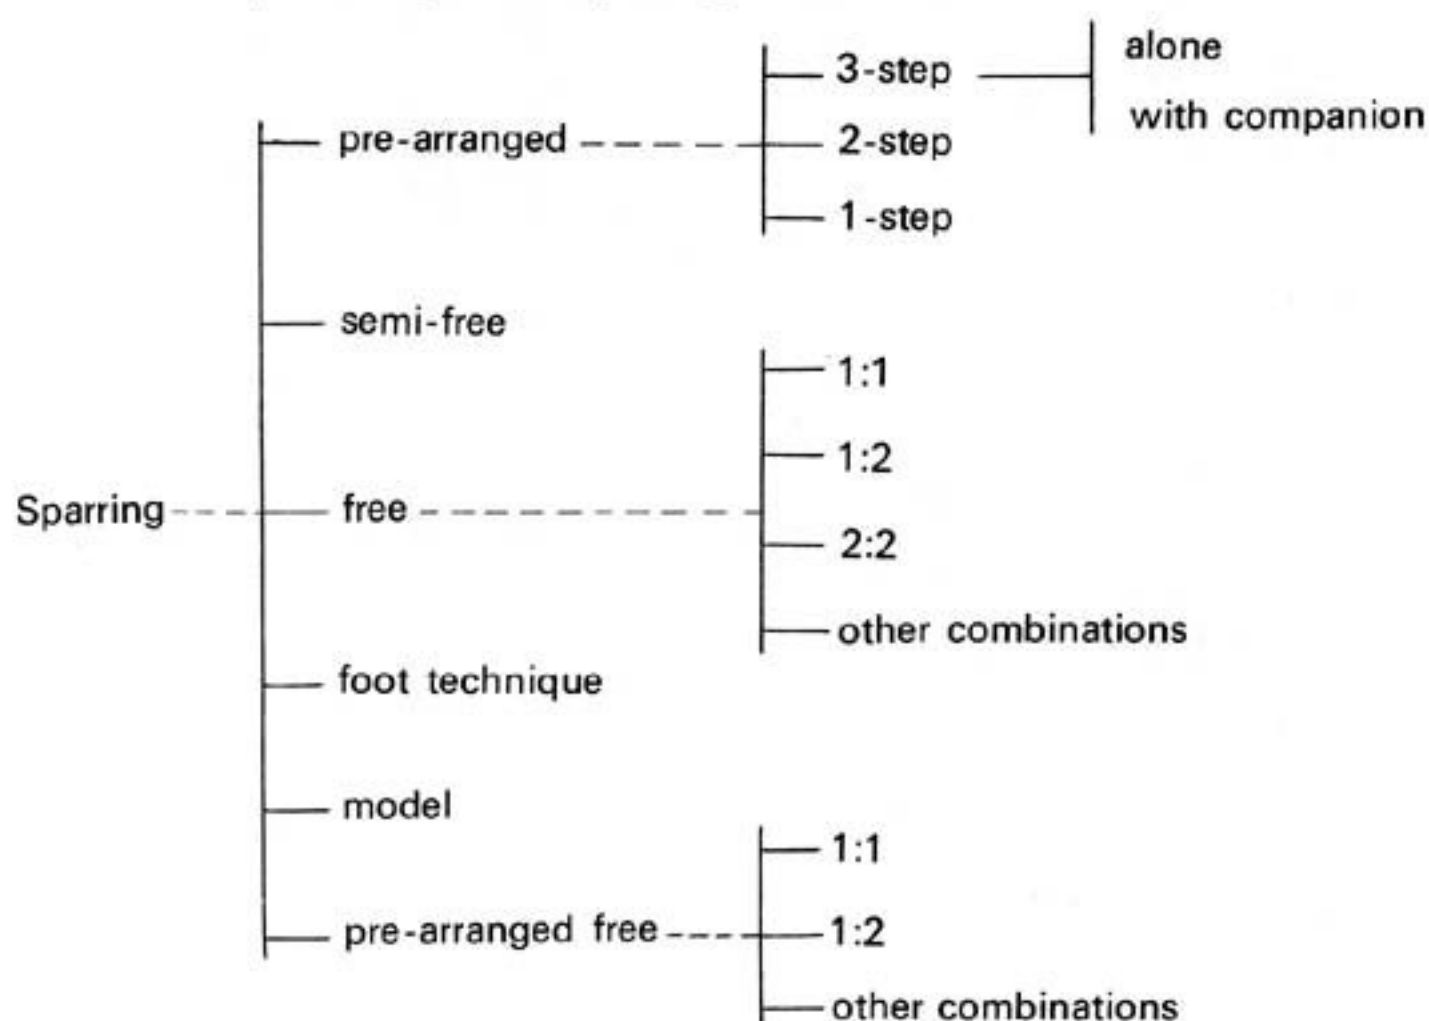 alone
3-step
with companion
pre-arranged
2-step
1-step
semi-free
1:1
1:2
Sparring
free
2:2
other combinations
foot technique
model
1:1
pre-arranged free
1:2
other combinations